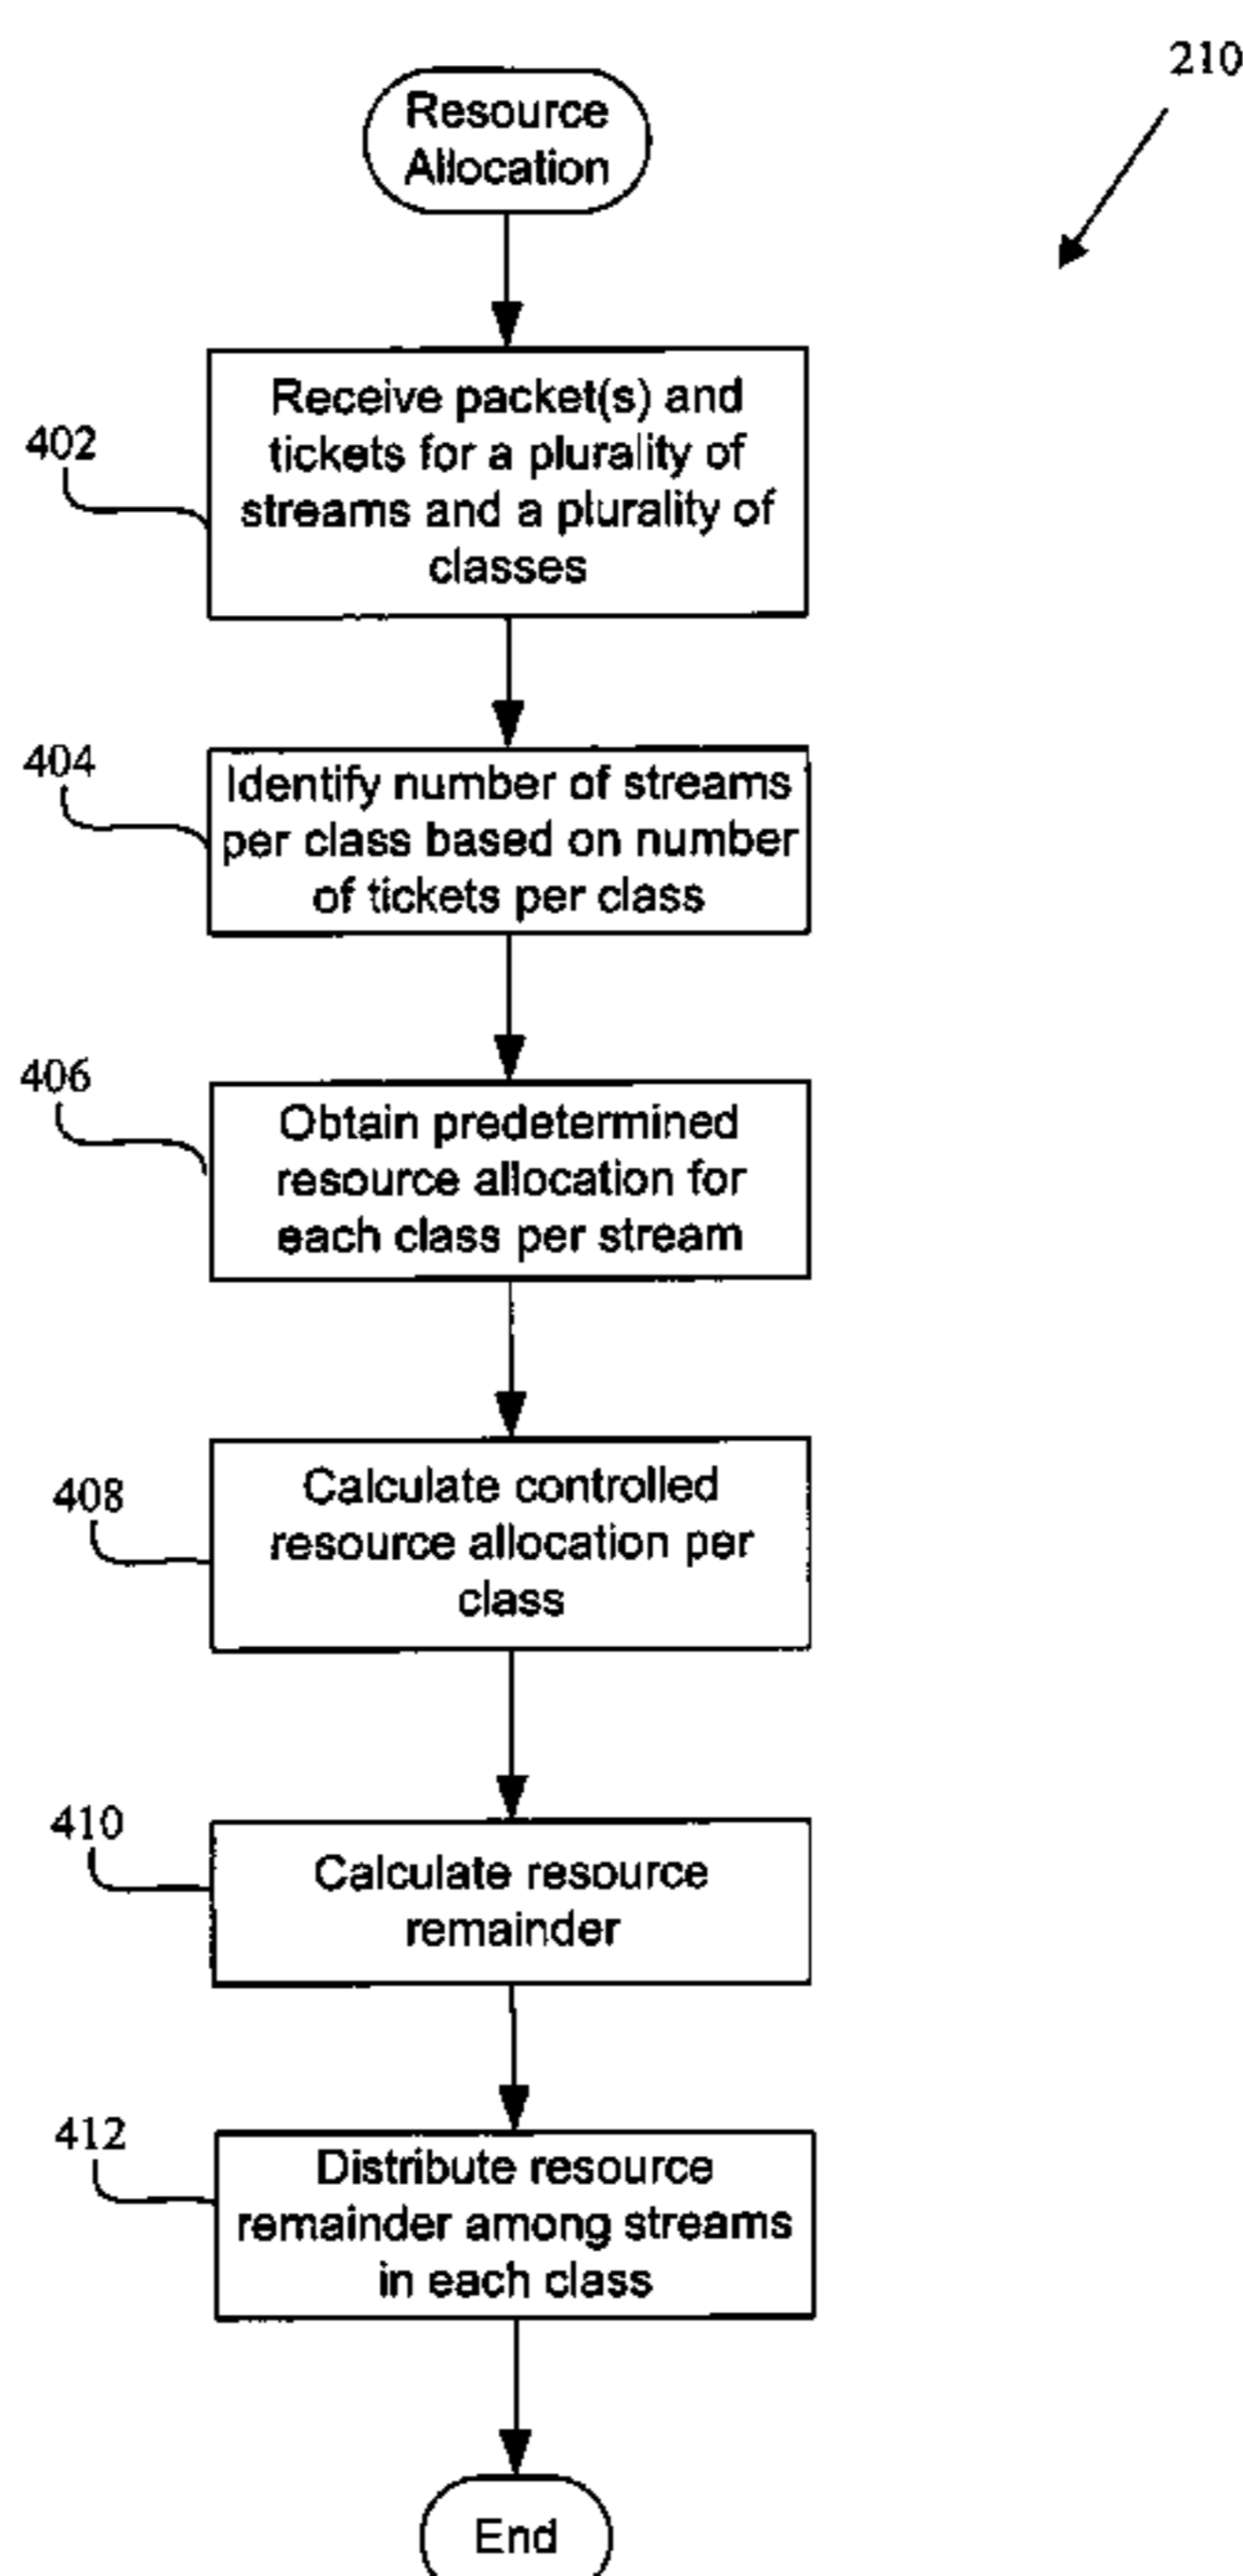 210
Resource
Allocation
402
Receive packet(s) and
tickets for a plurality of
streams and a plurality of
classes
404
Identify number of streams
per class based on number
of tickets per class
406
Obtain predetermined
resource allocation for
each class per stream
408
Calculate controlled
resource allocation per
class
410
Calculate resource
remainder
412
Distribute resource
remainder among streams
in each class
End